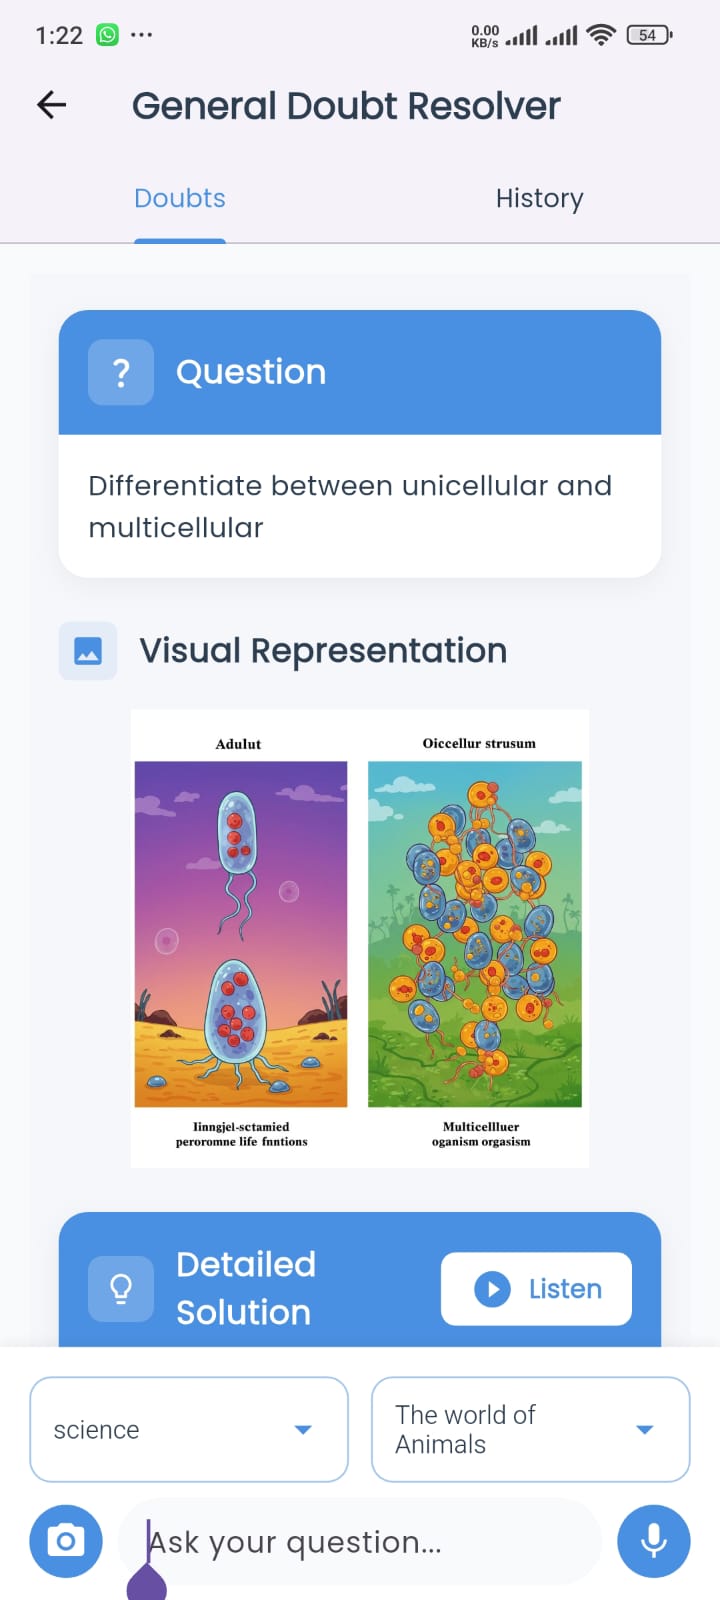 1:22
0.00
KB/s
54
General Doubt Resolver
Doubts
History
?
Question
Differentiate between unicellular and
multicellular
Visual Representation
Adulut
Oiccellur strusum
Iinngjel-sctamied
peroromne life fnntions
Multicellluer
oganism orgasism
Detailed
Solution
Listen
science
The world of
Animals
Ask your question...